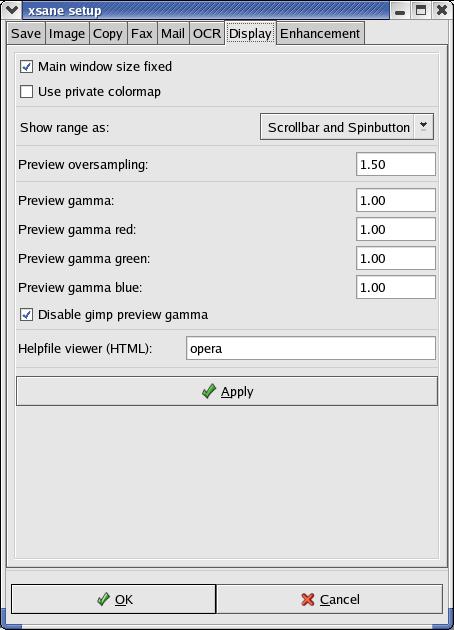 xsane setup
Save Image Copy Fax Mail OCR Display Enhancement
Main window size fixed
Use private colormap
Show range as: Scrollbar and Spinbutton
Preview oversampling: 1.50
Preview gamma: 1.00
Preview gamma red: 1.00
Preview gamma green: 1.00
Preview gamma blue: 1.00
Disable gimp preview gamma
Helpfile viewer (HTML): opera
Apply
OK Cancel